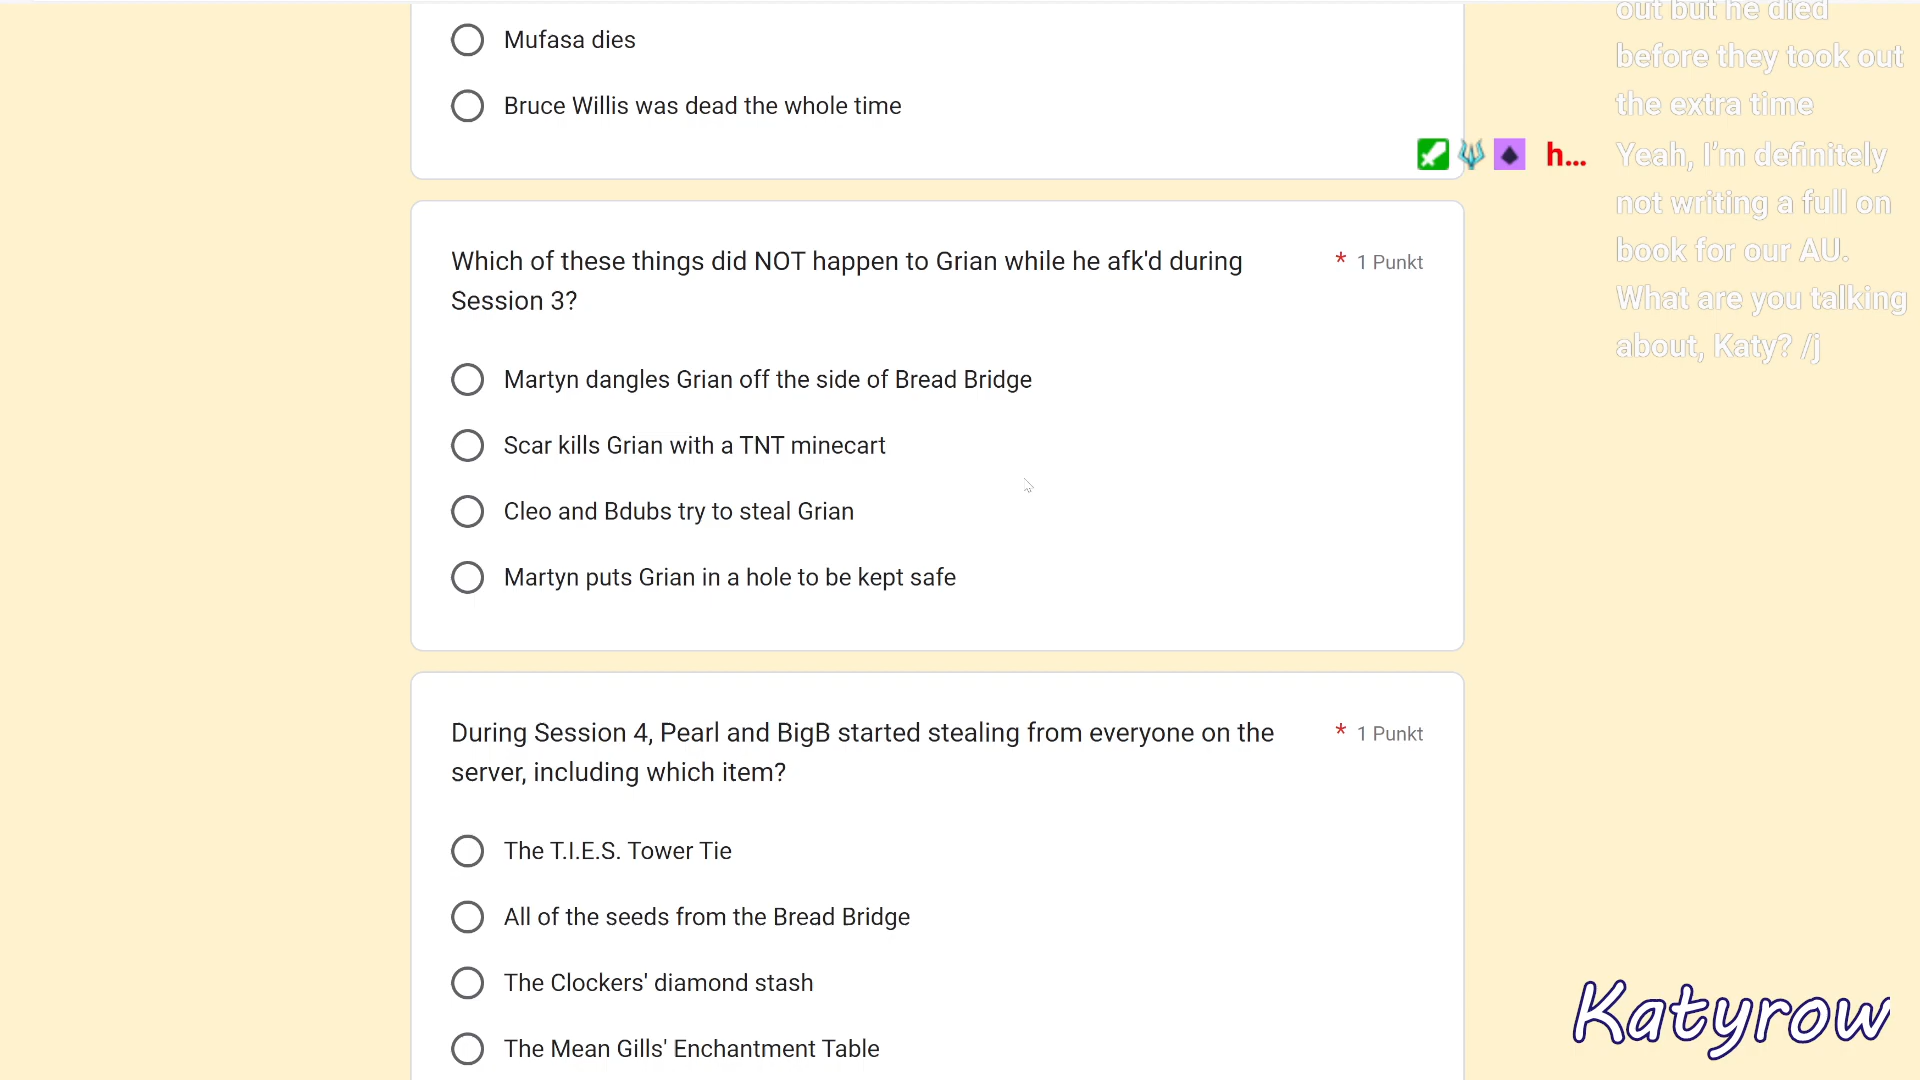 Mufasa dies
Bruce Willis was dead the whole time
Which of these things did NOT happen to Grian while he afk'd during
Session 3?
* 1 Punkt
Martyn dangles Grian off the side of Bread Bridge
Scar kills Grian with a TNT minecart
Cleo and Bdubs try to steal Grian
Martyn puts Grian in a hole to be kept safe
During Session 4, Pearl and BigB started stealing from everyone on the
server, including which item?
* 1 Punkt
The T.I.E.S. Tower Tie
All of the seeds from the Bread Bridge
The Clockers' diamond stash
The Mean Gills' Enchantment Table
out but he died
before they took out
the extra time
h...
Yeah, I’m definitely
not writing a full on
book for our AU.
What are you talking
about, Katy? /j
Katyrow